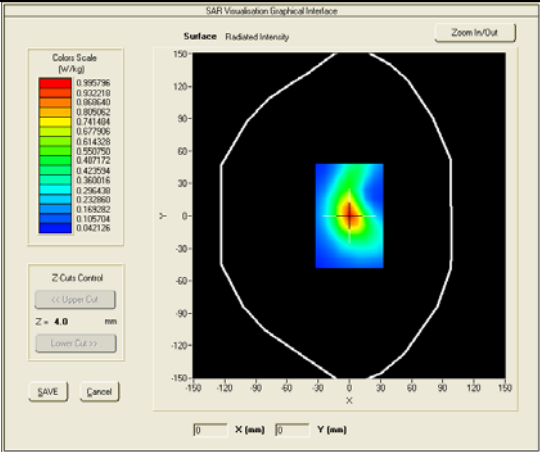 SAR Visualisation Graphical Interface
Surface Radiated Intensity
Zoom In/Out
Colors Scale
(W/kg)
0.995796
0.932218
0.868640
0.805062
0.741484
0.677906
0.614328
0.550750
0.487172
0.423594
0.360016
0.296438
0.232860
0.169282
0.105704
0.042126
150
120
90
60
30
0
-30
-60
-90
-120
-150
Y
-150 -120 -90 -60 -30 0 30 60 90 120 150
X
Z-Cuts Control
<< Upper Cut
Z = 4.0 mm
Lower Cut >>
SAVE Cancel
0 X (mm) 0 Y (mm)